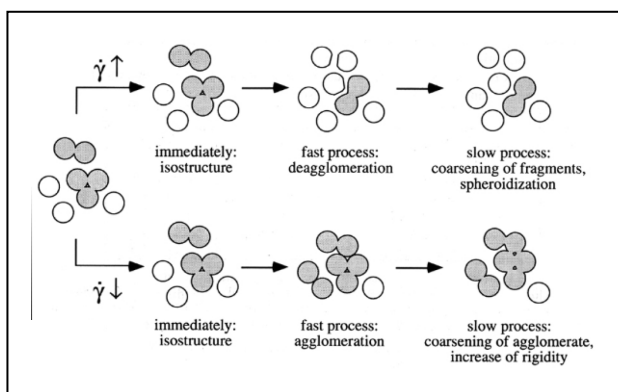 γ̇ ↑
immediately:
isostructure
fast process:
deagglomeration
slow process:
coarsening of fragments,
spheroidization
γ̇ ↓
immediately:
isostructure
fast process:
agglomeration
slow process:
coarsening of agglomerate,
increase of rigidity